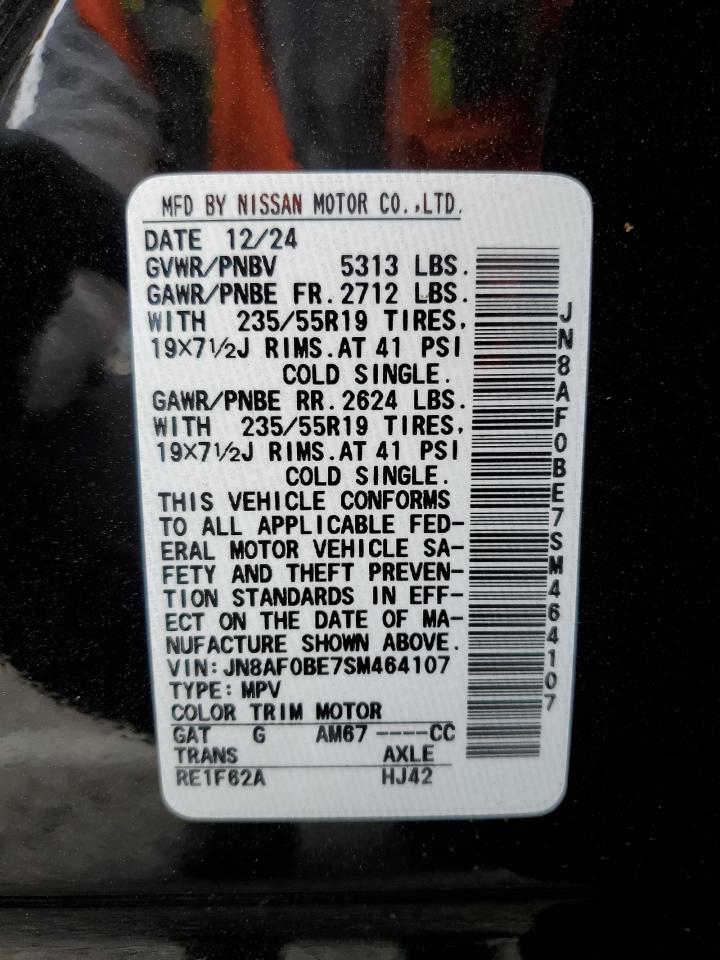 MFD BY NISSAN MOTOR CO.,LTD.
DATE 12/24
GVWR/PNBV 5313 LBS.
GAWR/PNBE FR. 2712 LBS.
WITH 235/55R19 TIRES,
19×7½J RIMS. AT 41 PSI
COLD SINGLE.
GAWR/PNBE RR. 2624 LBS.
WITH 235/55R19 TIRES,
19×7½J RIMS. AT 41 PSI
COLD SINGLE.
THIS VEHICLE CONFORMS
TO ALL APPLICABLE FED-
ERAL MOTOR VEHICLE SA-
FETY AND THEFT PREVEN-
TION STANDARDS IN EFF-
ECT ON THE DATE OF MA-
NUFACTURE SHOWN ABOVE.
VIN: JN8AF0BE7SM464107
TYPE: MPV
COLOR TRIM MOTOR
GAT G AM67 ----CC
TRANS AXLE
RE1F62A HJ42
JN8AF0BE7SM464107